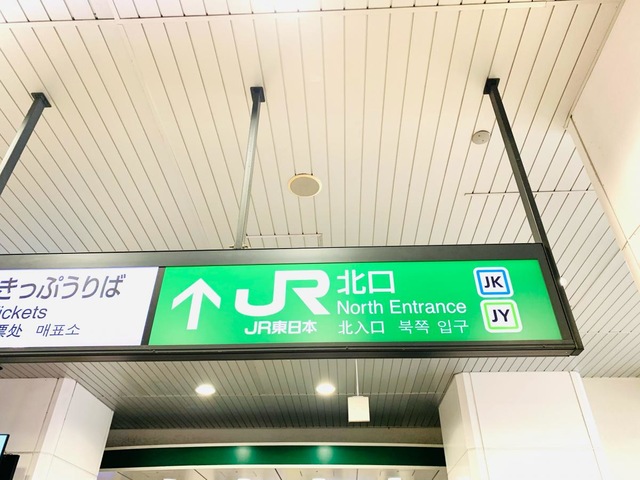 きっぷうりば
ickets
票处 매표소
JR
JR東日本
北口
North Entrance
北入口 북쪽 입구
JK
JY